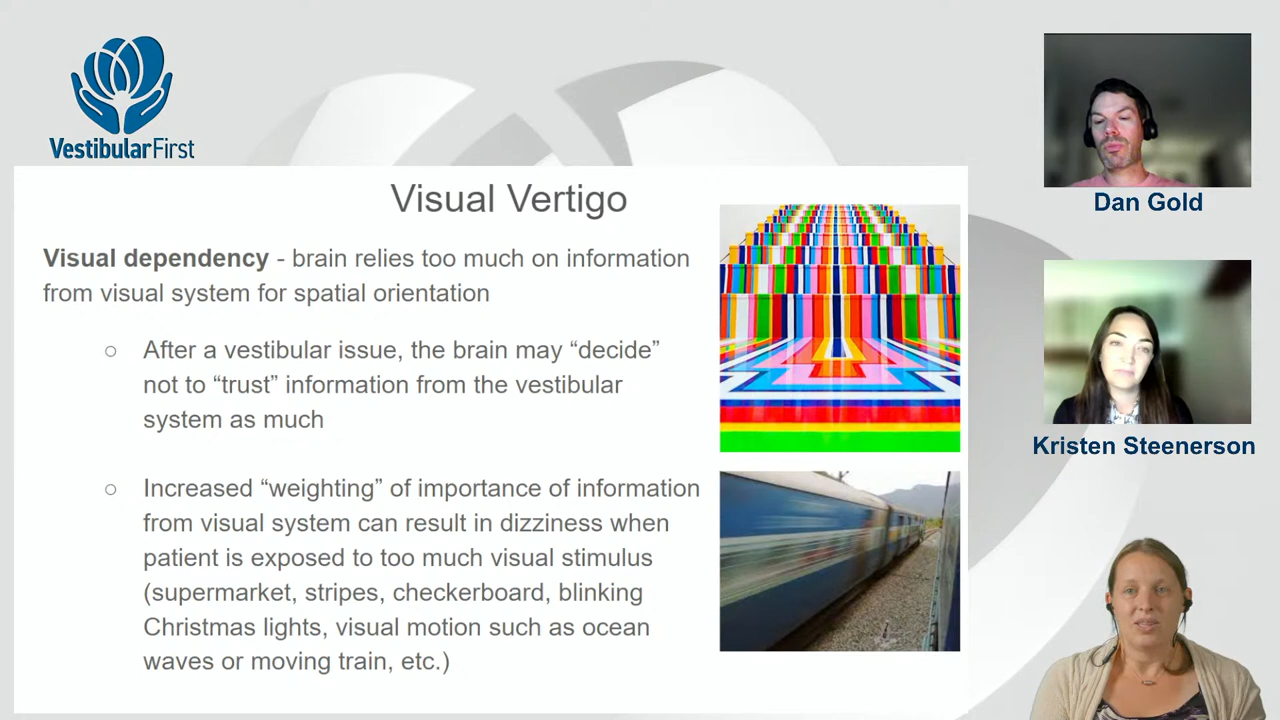 VestibularFirst
Visual Vertigo
Visual dependency - brain relies too much on information
from visual system for spatial orientation
○ After a vestibular issue, the brain may “decide”
not to “trust” information from the vestibular
system as much
○ Increased “weighting” of importance of information
from visual system can result in dizziness when
patient is exposed to too much visual stimulus
(supermarket, stripes, checkerboard, blinking
Christmas lights, visual motion such as ocean
waves or moving train, etc.)
Dan Gold
Kristen Steenerson